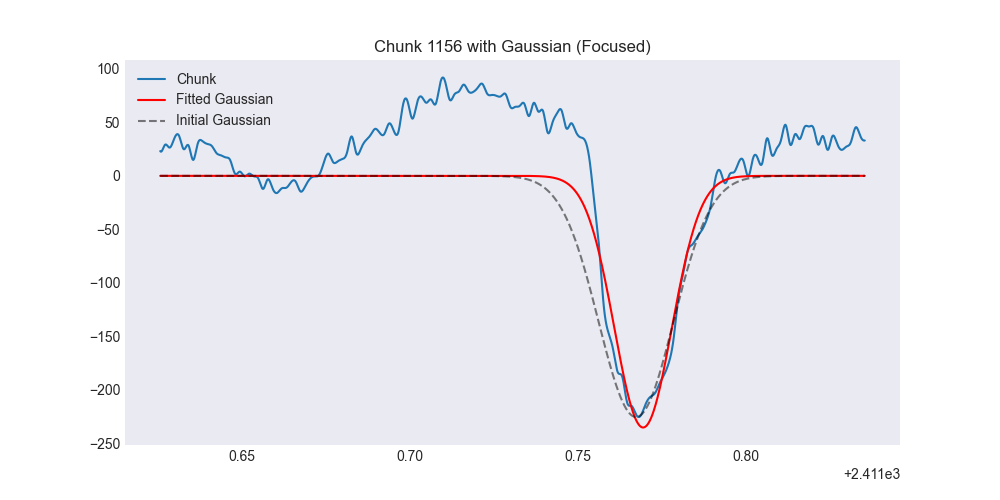 Chunk 1156 with Gaussian (Focused)
Chunk
Fitted Gaussian
Initial Gaussian
100
50
0
−50
−100
−150
−200
−250
0.65 0.70 0.75 0.80
+2.411e3